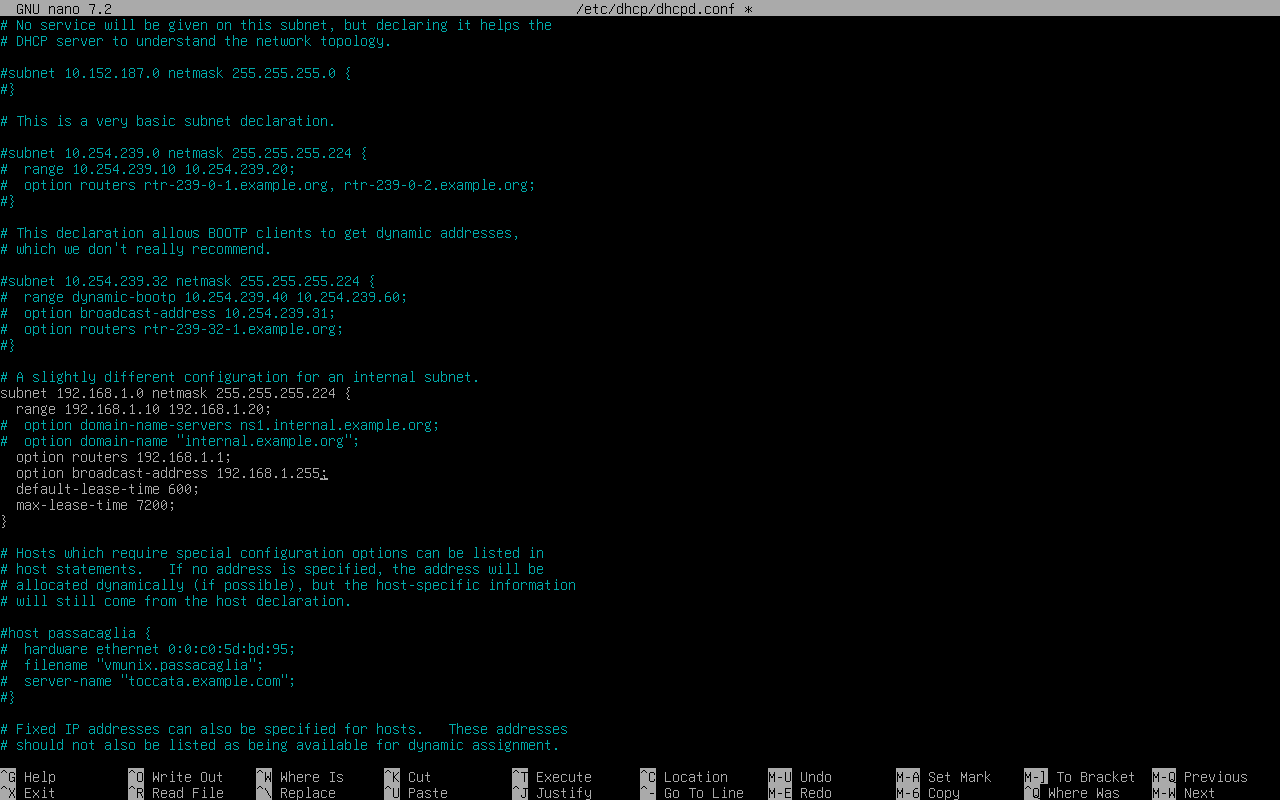 GNU nano 7.2 /etc/dhcp/dhcpd.conf *
# No service will be given on this subnet, but declaring it helps the
# DHCP server to understand the network topology.
#subnet 10.152.187.0 netmask 255.255.255.0 {
#}
# This is a very basic subnet declaration.
#subnet 10.254.239.0 netmask 255.255.255.224 {
#  range 10.254.239.10 10.254.239.20;
#  option routers rtr-239-0-1.example.org, rtr-239-0-2.example.org;
#}
# This declaration allows BOOTP clients to get dynamic addresses,
# which we don't really recommend.
#subnet 10.254.239.32 netmask 255.255.255.224 {
#  range dynamic-bootp 10.254.239.40 10.254.239.60;
#  option broadcast-address 10.254.239.31;
#  option routers rtr-239-32-1.example.org;
#}
# A slightly different configuration for an internal subnet.
subnet 192.168.1.0 netmask 255.255.255.224 {
  range 192.168.1.10 192.168.1.20;
#  option domain-name-servers ns1.internal.example.org;
#  option domain-name "internal.example.org";
  option routers 192.168.1.1;
  option broadcast-address 192.168.1.255;
  default-lease-time 600;
  max-lease-time 7200;
}
# Hosts which require special configuration options can be listed in
# host statements.   If no address is specified, the address will be
# allocated dynamically (if possible), but the host-specific information
# will still come from the host declaration.
#host passacaglia {
#  hardware ethernet 0:0:c0:5d:bd:95;
#  filename "vmunix.passacaglia";
#  server-name "toccata.example.com";
#}
# Fixed IP addresses can also be specified for hosts.   These addresses
# should not also be listed as being available for dynamic assignment.
^G Help ^O Write Out ^W Where Is ^K Cut ^T Execute ^C Location M-U Undo M-A Set Mark M-] To Bracket M-Q Previous
^X Exit ^R Read File ^\ Replace ^U Paste ^J Justify ^- Go To Line M-E Redo M-6 Copy ^Q Where Was M-W Next